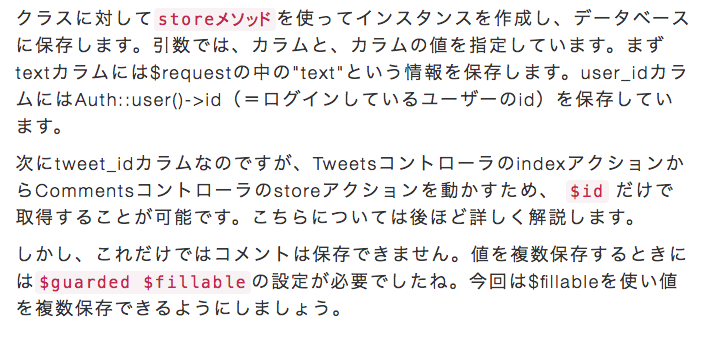 クラスに対してstoreメソッドを使ってインスタンスを作成し、データベース
に保存します。引数では、カラムと、カラムの値を指定しています。まず
textカラムには$requestの中の"text"という情報を保存します。user_idカラ
ムにはAuth::user()->id（＝ログインしているユーザーのid）を保存してい
ます。
次にtweet_idカラムなのですが、Tweetsコントローラのindexアクションか
らCommentsコントローラのstoreアクションを動かすため、 $id だけで
取得することが可能です。こちらについては後ほど詳しく解説します。
しかし、これだけではコメントは保存できません。値を複数保存するときに
は$guarded $fillableの設定が必要でしたね。今回は$fillableを使い値
を複数保存できるようにしましょう。